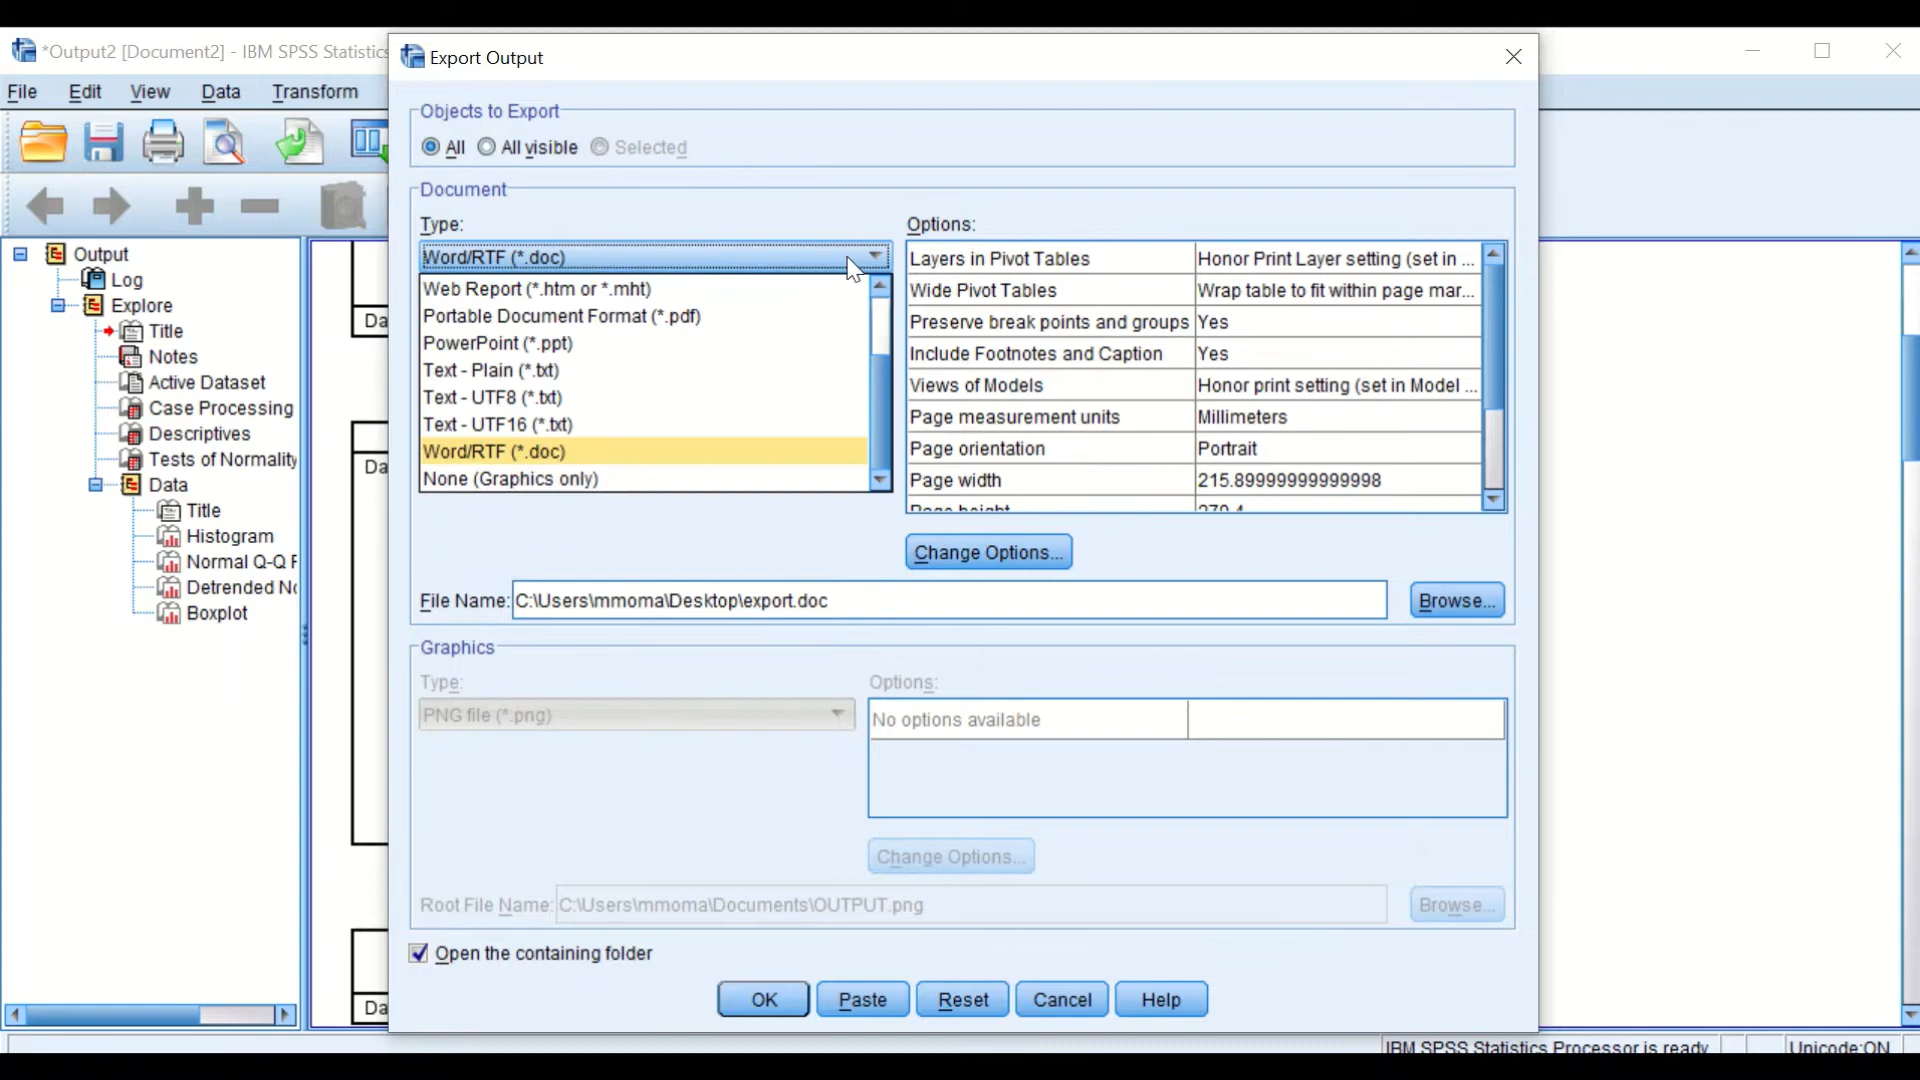 *Output2 [Document2] - IBM SPSS Statistics
Export Output
File Edit View Data Transform
Objects to Export
All All visible Selected
Document
Type:
Options:
Word/RTF (*.doc)
Web Report (*.htm or *.mht)
Portable Document Format (*.pdf)
PowerPoint (*.ppt)
Text - Plain (*.txt)
Text - UTF8 (*.txt)
Text - UTF16 (*.txt)
Word/RTF (*.doc)
None (Graphics only)
Layers in Pivot Tables Honor Print Layer setting (set in ...
Wide Pivot Tables Wrap table to fit within page mar...
Preserve break points and groups Yes
Include Footnotes and Caption Yes
Views of Models Honor print setting (set in Model ...
Page measurement units Millimeters
Page orientation Portrait
Page width 215.89999999999998
Page height 279.4
Change Options...
File Name: C:\Users\mmoma\Desktop\export.doc Browse...
Graphics
Type:
Options:
PNG file (*.png)
No options available
Change Options...
Root File Name: C:\Users\mmoma\Documents\OUTPUT.png Browse...
Open the containing folder
OK Paste Reset Cancel Help
Output
Log
Explore
Title
Notes
Active Dataset
Case Processing
Descriptives
Tests of Normality
Data
Title
Histogram
Normal Q-Q P
Detrended No
Boxplot
Da
Da
Da
IBM SPSS Statistics Processor is ready
Unicode:ON